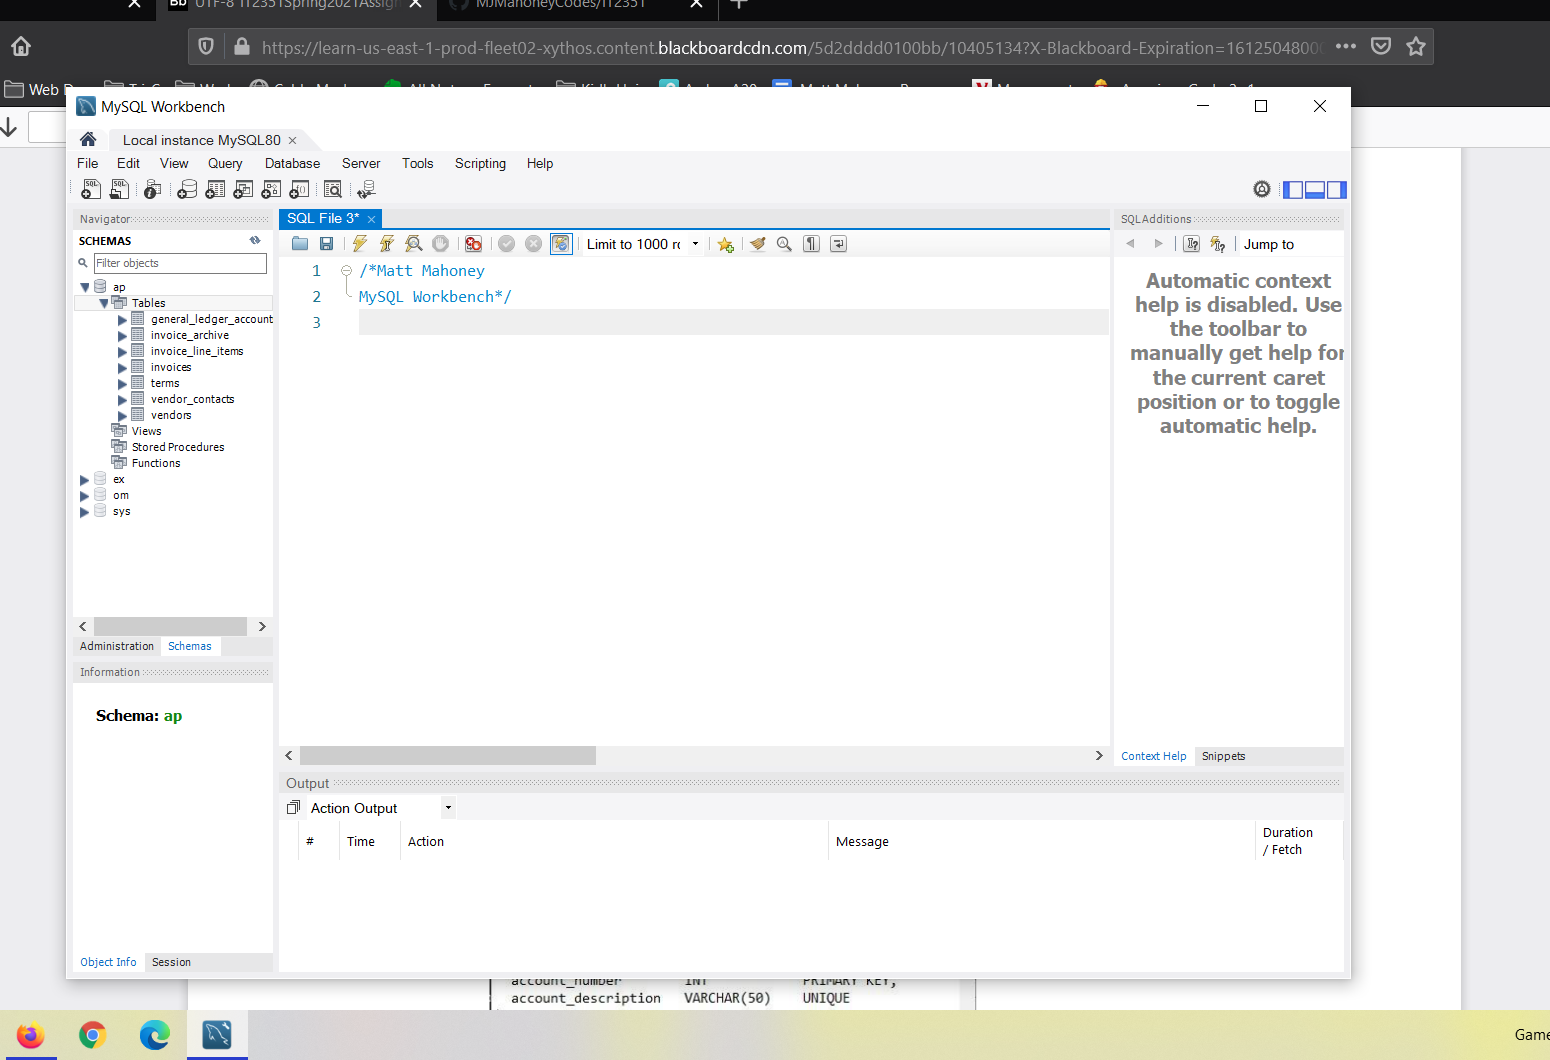 UTF-8 IT2351Spring2021Assign
MJMahoneyCodes/IT2351
https://learn-us-east-1-prod-fleet02-xythos.content.blackboardcdn.com/5d2dddd0100bb/10405134?X-Blackboard-Expiration=16125048000
Web
MySQL Workbench
Local instance MySQL80
File Edit View Query Database Server Tools Scripting Help
Navigator
SCHEMAS
Filter objects
ap
Tables
general_ledger_account
invoice_archive
invoice_line_items
invoices
terms
vendor_contacts
vendors
Views
Stored Procedures
Functions
ex
om
sys
Administration Schemas
Information
Schema: ap
Object Info Session
SQL File 3*
Limit to 1000 ro
1 /*Matt Mahoney
2 MySQL Workbench*/
3
SQLAdditions
Jump to
Automatic context
help is disabled. Use
the toolbar to
manually get help for
the current caret
position or to toggle
automatic help.
Context Help Snippets
Output
Action Output
# Time Action Message Duration
/ Fetch
account_number INT PRIMARY KEY,
account_description VARCHAR(50) UNIQUE
Game